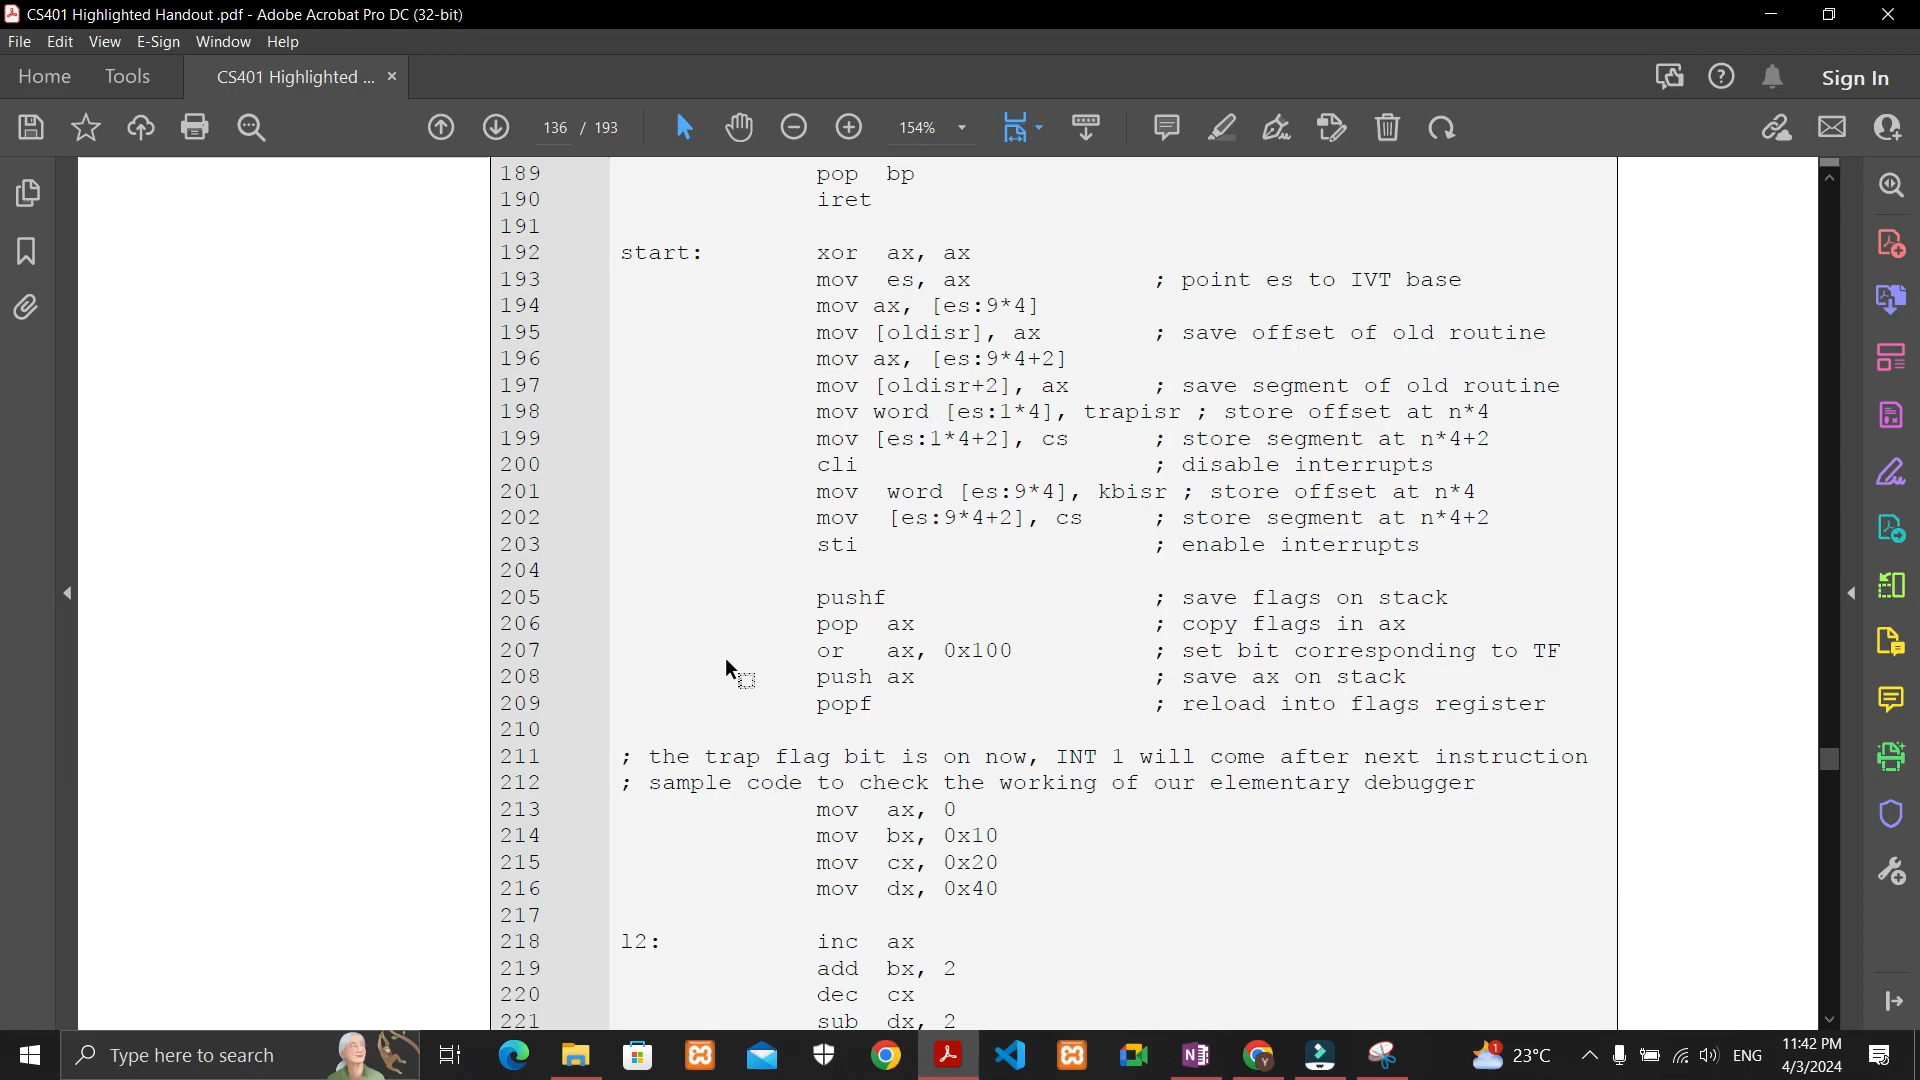 CS401 Highlighted Handout .pdf - Adobe Acrobat Pro DC (32-bit)
File Edit View E-Sign Window Help
Home Tools CS401 Highlighted ... × Sign In
136 / 193 154%
189 pop bp
190 iret
191
192 start: xor ax, ax
193 mov es, ax ; point es to IVT base
194 mov ax, [es:9*4]
195 mov [oldisr], ax ; save offset of old routine
196 mov ax, [es:9*4+2]
197 mov [oldisr+2], ax ; save segment of old routine
198 mov word [es:1*4], trapisr ; store offset at n*4
199 mov [es:1*4+2], cs ; store segment at n*4+2
200 cli ; disable interrupts
201 mov word [es:9*4], kbisr ; store offset at n*4
202 mov [es:9*4+2], cs ; store segment at n*4+2
203 sti ; enable interrupts
204
205 pushf ; save flags on stack
206 pop ax ; copy flags in ax
207 or ax, 0x100 ; set bit corresponding to TF
208 push ax ; save ax on stack
209 popf ; reload into flags register
210
211 ; the trap flag bit is on now, INT 1 will come after next instruction
212 ; sample code to check the working of our elementary debugger
213 mov ax, 0
214 mov bx, 0x10
215 mov cx, 0x20
216 mov dx, 0x40
217
218 l2: inc ax
219 add bx, 2
220 dec cx
221 sub dx, 2
Type here to search 23°C ENG 11:42 PM
4/3/2024